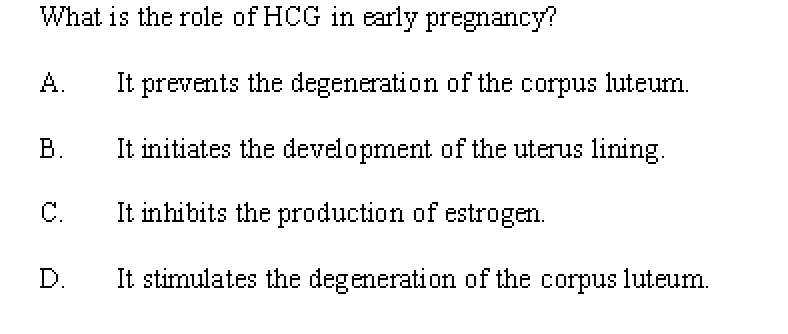 What is the role of HCG in early pregnancy?
A. It prevents the degeneration of the corpus luteum.
B. It initiates the development of the uterus lining.
C. It inhibits the production of estrogen.
D. It stimulates the degeneration of the corpus luteum.